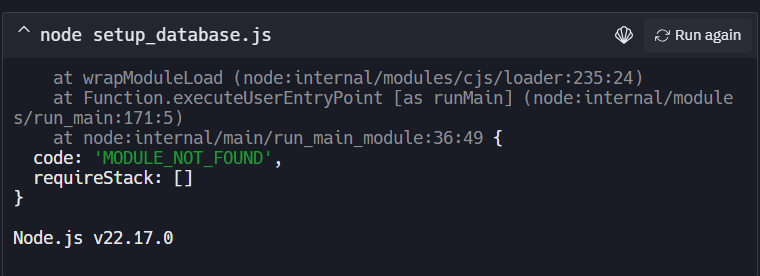 node setup_database.js
Run again
at wrapModuleLoad (node:internal/modules/cjs/loader:235:24)
at Function.executeUserEntryPoint [as runMain] (node:internal/module
s/run_main:171:5)
at node:internal/main/run_main_module:36:49 {
code: 'MODULE_NOT_FOUND',
requireStack: []
}
Node.js v22.17.0